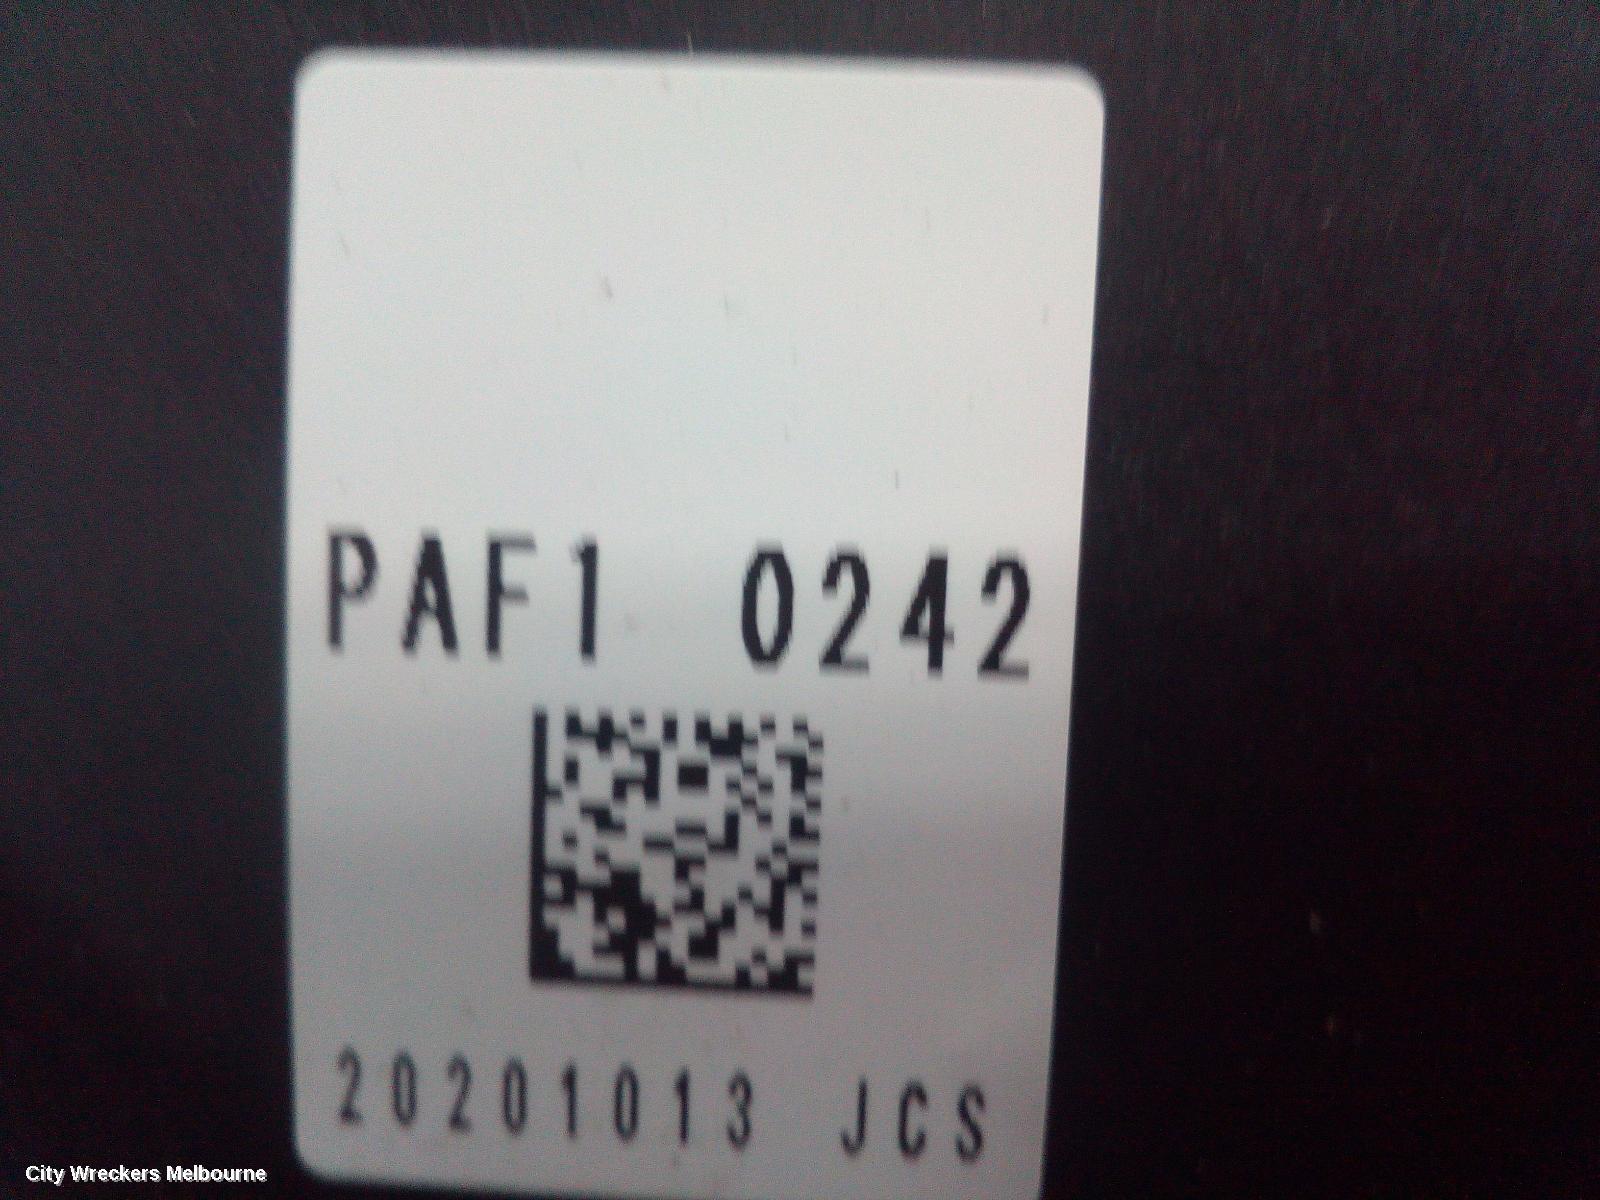 PAF1 0242
20201013 JCS
City Wreckers Melbourne